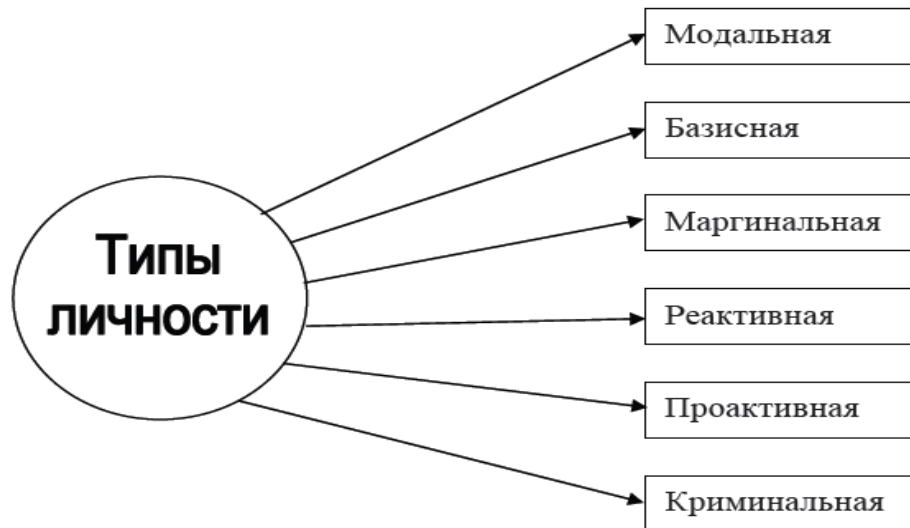 Типы
личности
Модальная
Базисная
Маргинальная
Реактивная
Проактивная
Криминальная